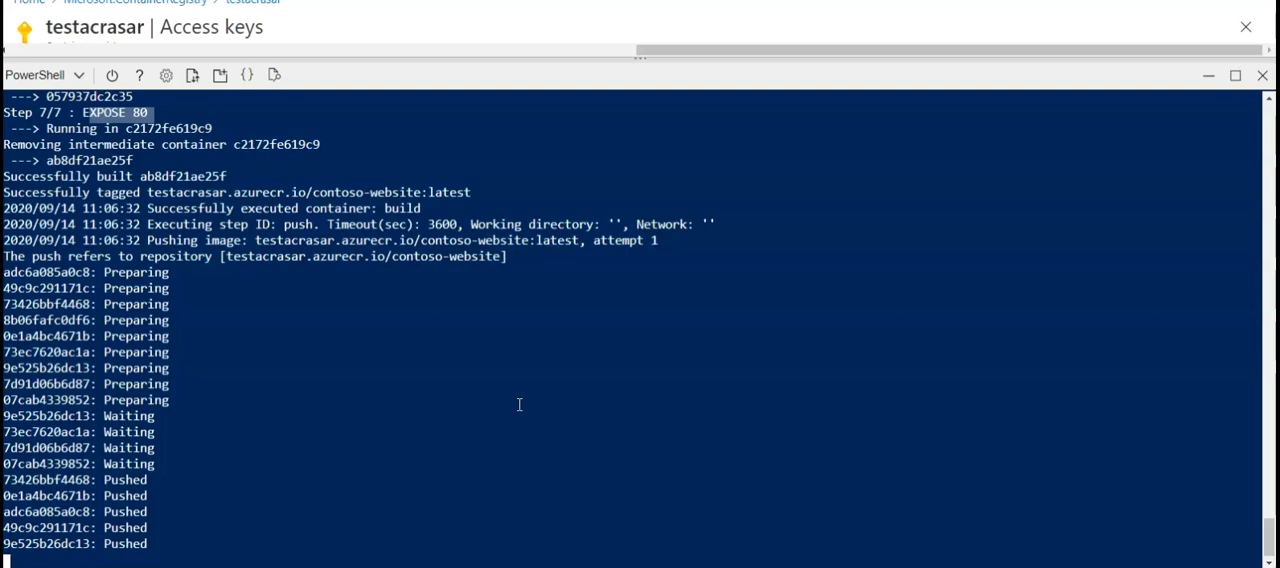 Home > Microsoft.ContainerRegistry > testacrasar
testacrasar | Access keys
PowerShell
---> 057937dc2c35
Step 7/7 : EXPOSE 80
---> Running in c2172fe619c9
Removing intermediate container c2172fe619c9
---> ab8df21ae25f
Successfully built ab8df21ae25f
Successfully tagged testacrasar.azurecr.io/contoso-website:latest
2020/09/14 11:06:32 Successfully executed container: build
2020/09/14 11:06:32 Executing step ID: push. Timeout(sec): 3600, Working directory: '', Network: ''
2020/09/14 11:06:32 Pushing image: testacrasar.azurecr.io/contoso-website:latest, attempt 1
The push refers to repository [testacrasar.azurecr.io/contoso-website]
adc6a085a0c8: Preparing
49c9c291171c: Preparing
73426bbf4468: Preparing
8b06fafc0df6: Preparing
0e1a4bc4671b: Preparing
73ec7620ac1a: Preparing
9e525b26dc13: Preparing
7d91d06b6d87: Preparing
07cab4339852: Preparing
9e525b26dc13: Waiting
73ec7620ac1a: Waiting
7d91d06b6d87: Waiting
07cab4339852: Waiting
73426bbf4468: Pushed
0e1a4bc4671b: Pushed
adc6a085a0c8: Pushed
49c9c291171c: Pushed
9e525b26dc13: Pushed